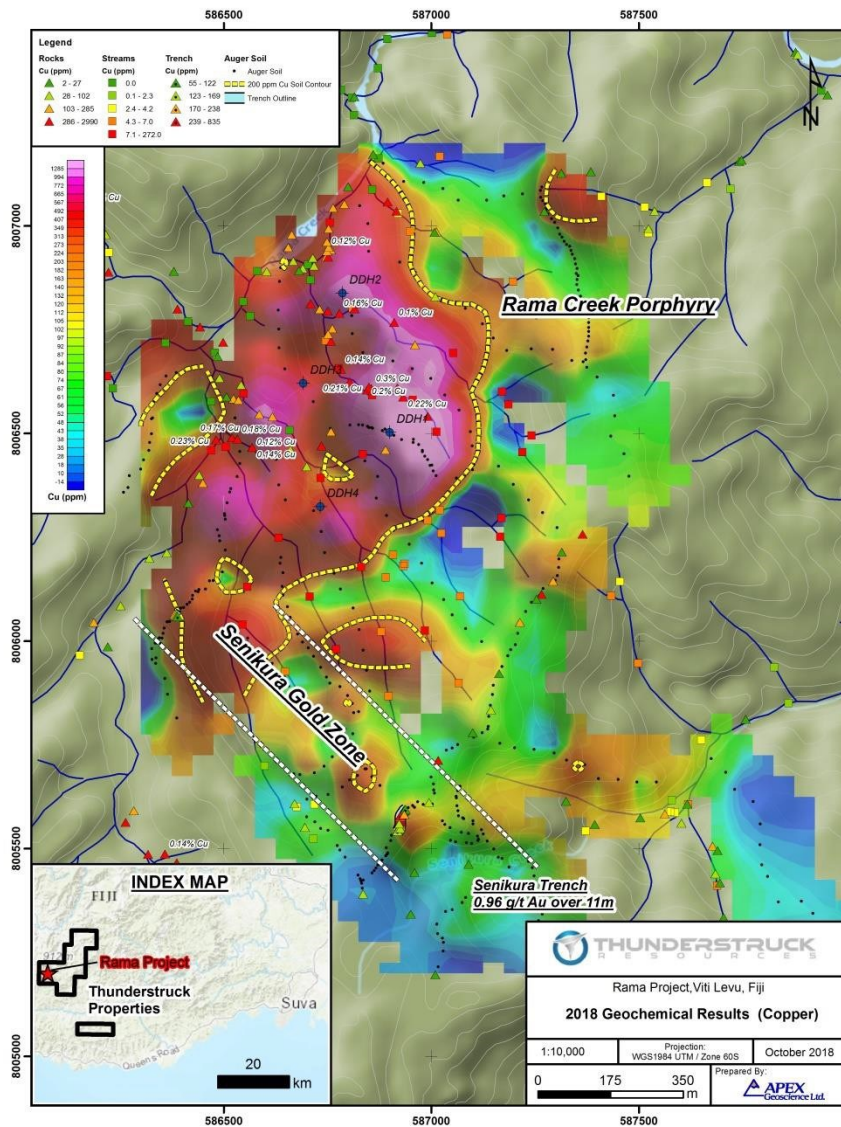 586500 587000 587500
8007000
8006500
8006000
8005500
8005000
Legend
Rocks
Cu (ppm)
2 - 27
28 - 102
103 - 285
286 - 2990
Streams
Cu (ppm)
0.0
0.1 - 2.3
2.4 - 4.2
4.3 - 7.0
7.1 - 272.0
Trench
Cu (ppm)
55 - 122
123 - 169
170 - 238
239 - 835
Auger Soil
Auger Soil
200 ppm Cu Soil Contour
Trench Outline
N
Cu (ppm)
% Cu
0.12% Cu
DDH2
0.16% Cu
0.1% Cu
Rama Creek Porphyry
0.14% Cu
DDH3
0.3% Cu
0.21% Cu
0.2% Cu
0.22% Cu
DDH1
0.17% Cu
0.18% Cu
0.23% Cu
0.12% Cu
0.14% Cu
DDH4
Senikura Gold Zone
0.14% Cu
Senikura Creek
Senikura Trench
0.96 g/t Au over 11m
INDEX MAP
FIJI
Rama Project
Thunderstruck
Properties
Suva
Queen's Road
20
km
THUNDERSTRUCK
RESOURCES
Rama Project,Viti Levu, Fiji
2018 Geochemical Results (Copper)
1:10,000
Projection:
WGS1984 UTM / Zone 60S
October 2018
0 175 350
m
Prepared By:
APEX
Geoscience Ltd.
586500 587000 587500